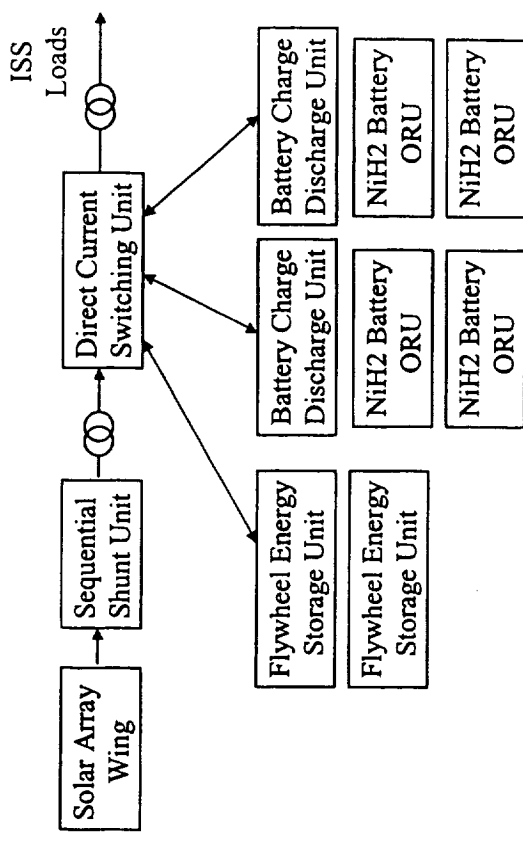 Solar Array
Wing
Sequential
Shunt Unit
Direct Current
Switching Unit
ISS
Loads
Flywheel Energy
Storage Unit
Flywheel Energy
Storage Unit
Battery Charge
Discharge Unit
NiH2 Battery
ORU
NiH2 Battery
ORU
Battery Charge
Discharge Unit
NiH2 Battery
ORU
NiH2 Battery
ORU